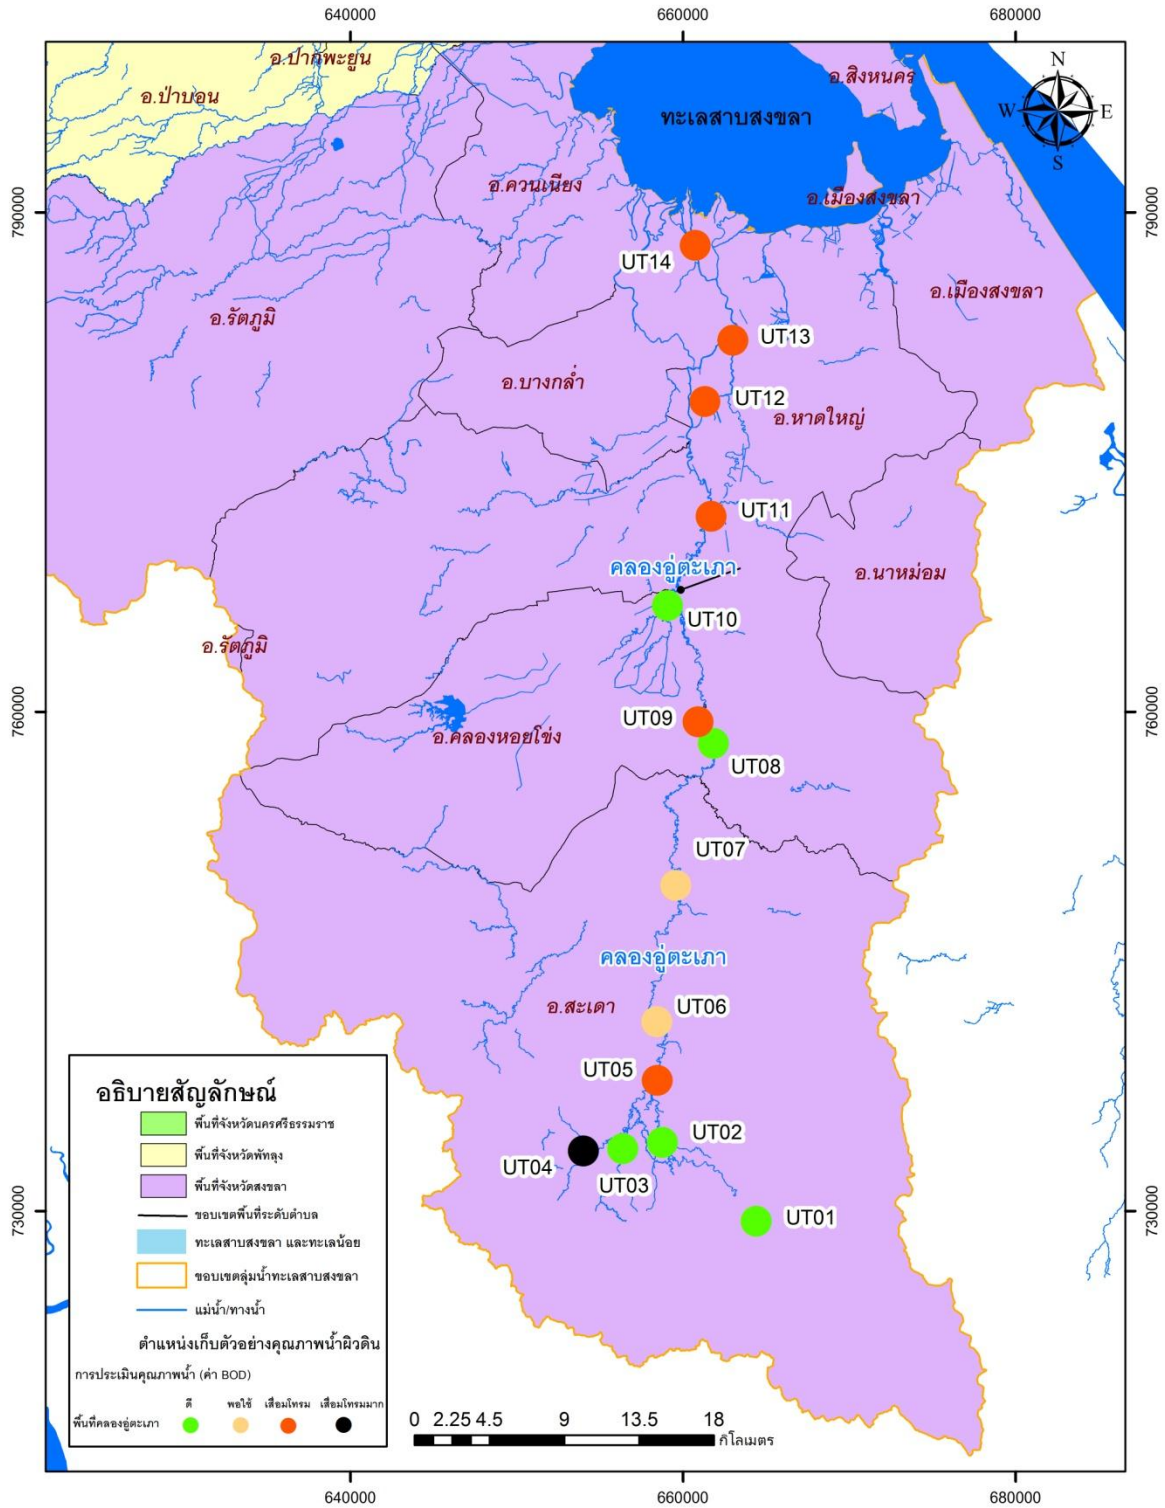 640000
660000
680000
N
W
E
S
อ.ปากพะยูน
อ.ป่าบอน
อ.สิงหนคร
ทะเลสาบสงขลา
อ.ควนเนียง
อ.เมืองสงขลา
790000
790000
UT14
อ.เมืองสงขลา
อ.รัตภูมิ
UT13
อ.บางกล่ำ
UT12
อ.หาดใหญ่
UT11
คลองอู่ตะเภา
อ.นาหม่อม
UT10
อ.รัตภูมิ
760000
760000
UT09
อ.คลองหอยโข่ง
UT08
UT07
คลองอู่ตะเภา
อ.สะเดา
UT06
UT05
UT02
UT04
UT03
UT01
730000
730000
อธิบายสัญลักษณ์
พื้นที่จังหวัดนครศรีธรรมราช
พื้นที่จังหวัดพัทลุง
พื้นที่จังหวัดสงขลา
ขอบเขตพื้นที่ระดับตำบล
ทะเลสาบสงขลา และทะเลน้อย
ขอบเขตลุ่มน้ำทะเลสาบสงขลา
แม่น้ำ/ทางน้ำ
ตำแหน่งเก็บตัวอย่างคุณภาพน้ำผิวดิน
การประเมินคุณภาพน้ำ (ค่า BOD)
ดี พอใช้ เสื่อมโทรม เสื่อมโทรมมาก
พื้นที่คลองอู่ตะเภา
0 2.25 4.5 9 13.5 18
กิโลเมตร
640000
660000
680000